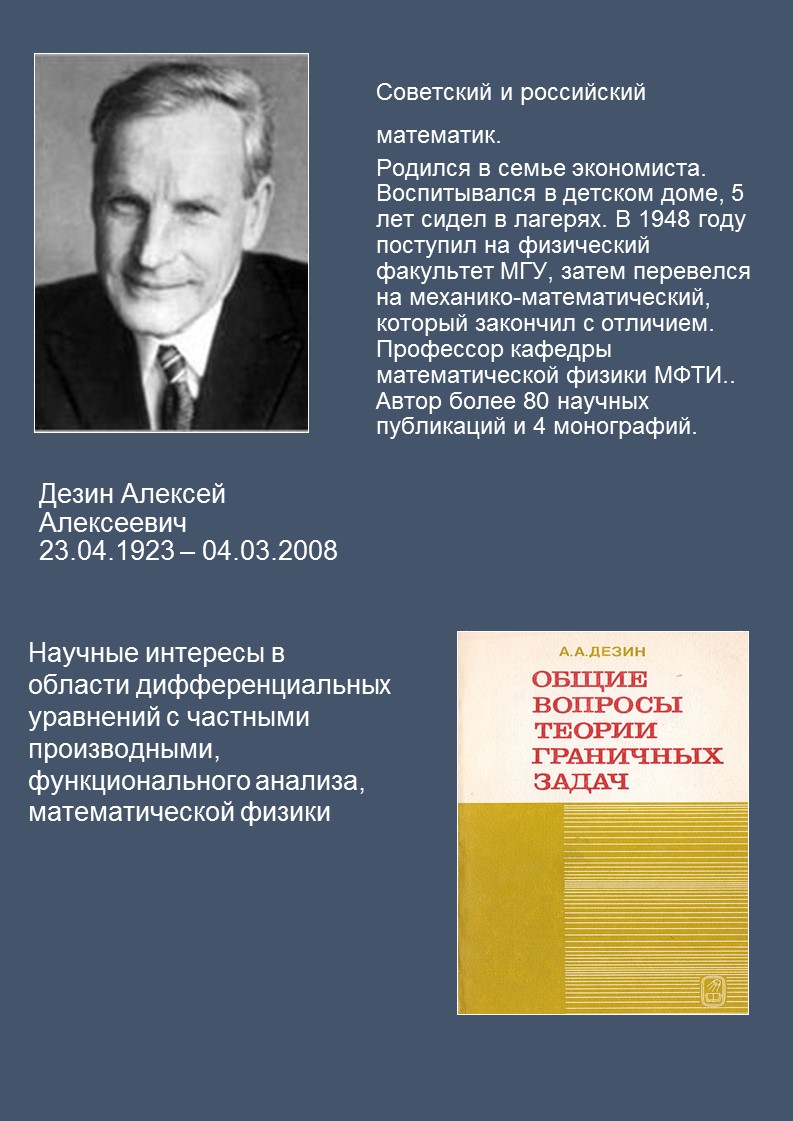 Советский и российский
математик.
Родился в семье экономиста.
Воспитывался в детском доме, 5
лет сидел в лагерях. В 1948 году
поступил на физический
факультет МГУ, затем перевелся
на механико-математический,
который закончил с отличием.
Профессор кафедры
математической физики МФТИ..
Автор более 80 научных
публикаций и 4 монографий.
Дезин Алексей
Алексеевич
23.04.1923 – 04.03.2008
Научные интересы в
области дифференциальных
уравнений с частными
производными,
функционального анализа,
математической физики
А.А.ДЕЗИН
ОБЩИЕ
ВОПРОСЫ
ТЕОРИИ
ГРАНИЧНЫХ
ЗАДАЧ